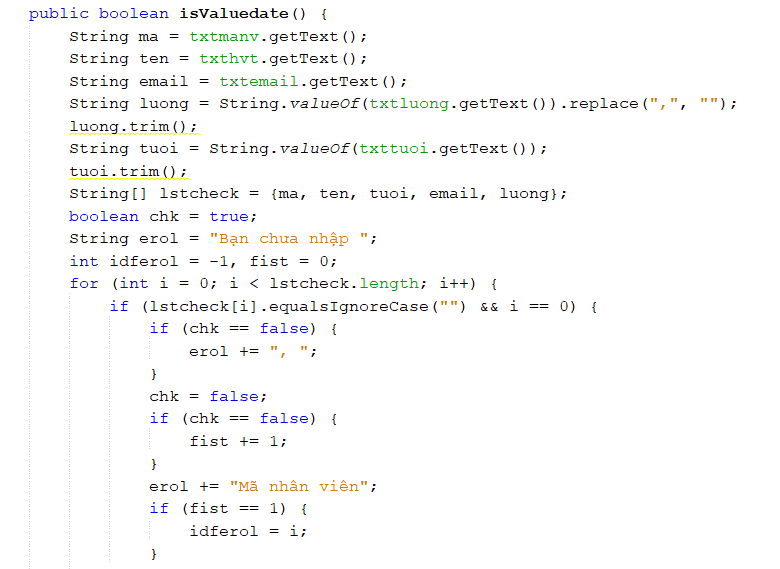 public boolean isValuedate() {
String ma = txtmanv.getText();
String ten = txthvt.getText();
String email = txtemail.getText();
String luong = String.valueOf(txtluong.getText()).replace(",", "");
luong.trim();
String tuoi = String.valueOf(txttuoi.getText());
tuoi.trim();
String[] lstcheck = {ma, ten, tuoi, email, luong};
boolean chk = true;
String erol = "Bạn chưa nhập ";
int idferol = -1, fist = 0;
for (int i = 0; i < lstcheck.length; i++) {
if (lstcheck[i].equalsIgnoreCase("") && i == 0) {
if (chk == false) {
erol += ", ";
}
chk = false;
if (chk == false) {
fist += 1;
}
erol += "Mã nhân viên";
if (fist == 1) {
idferol = i;
}